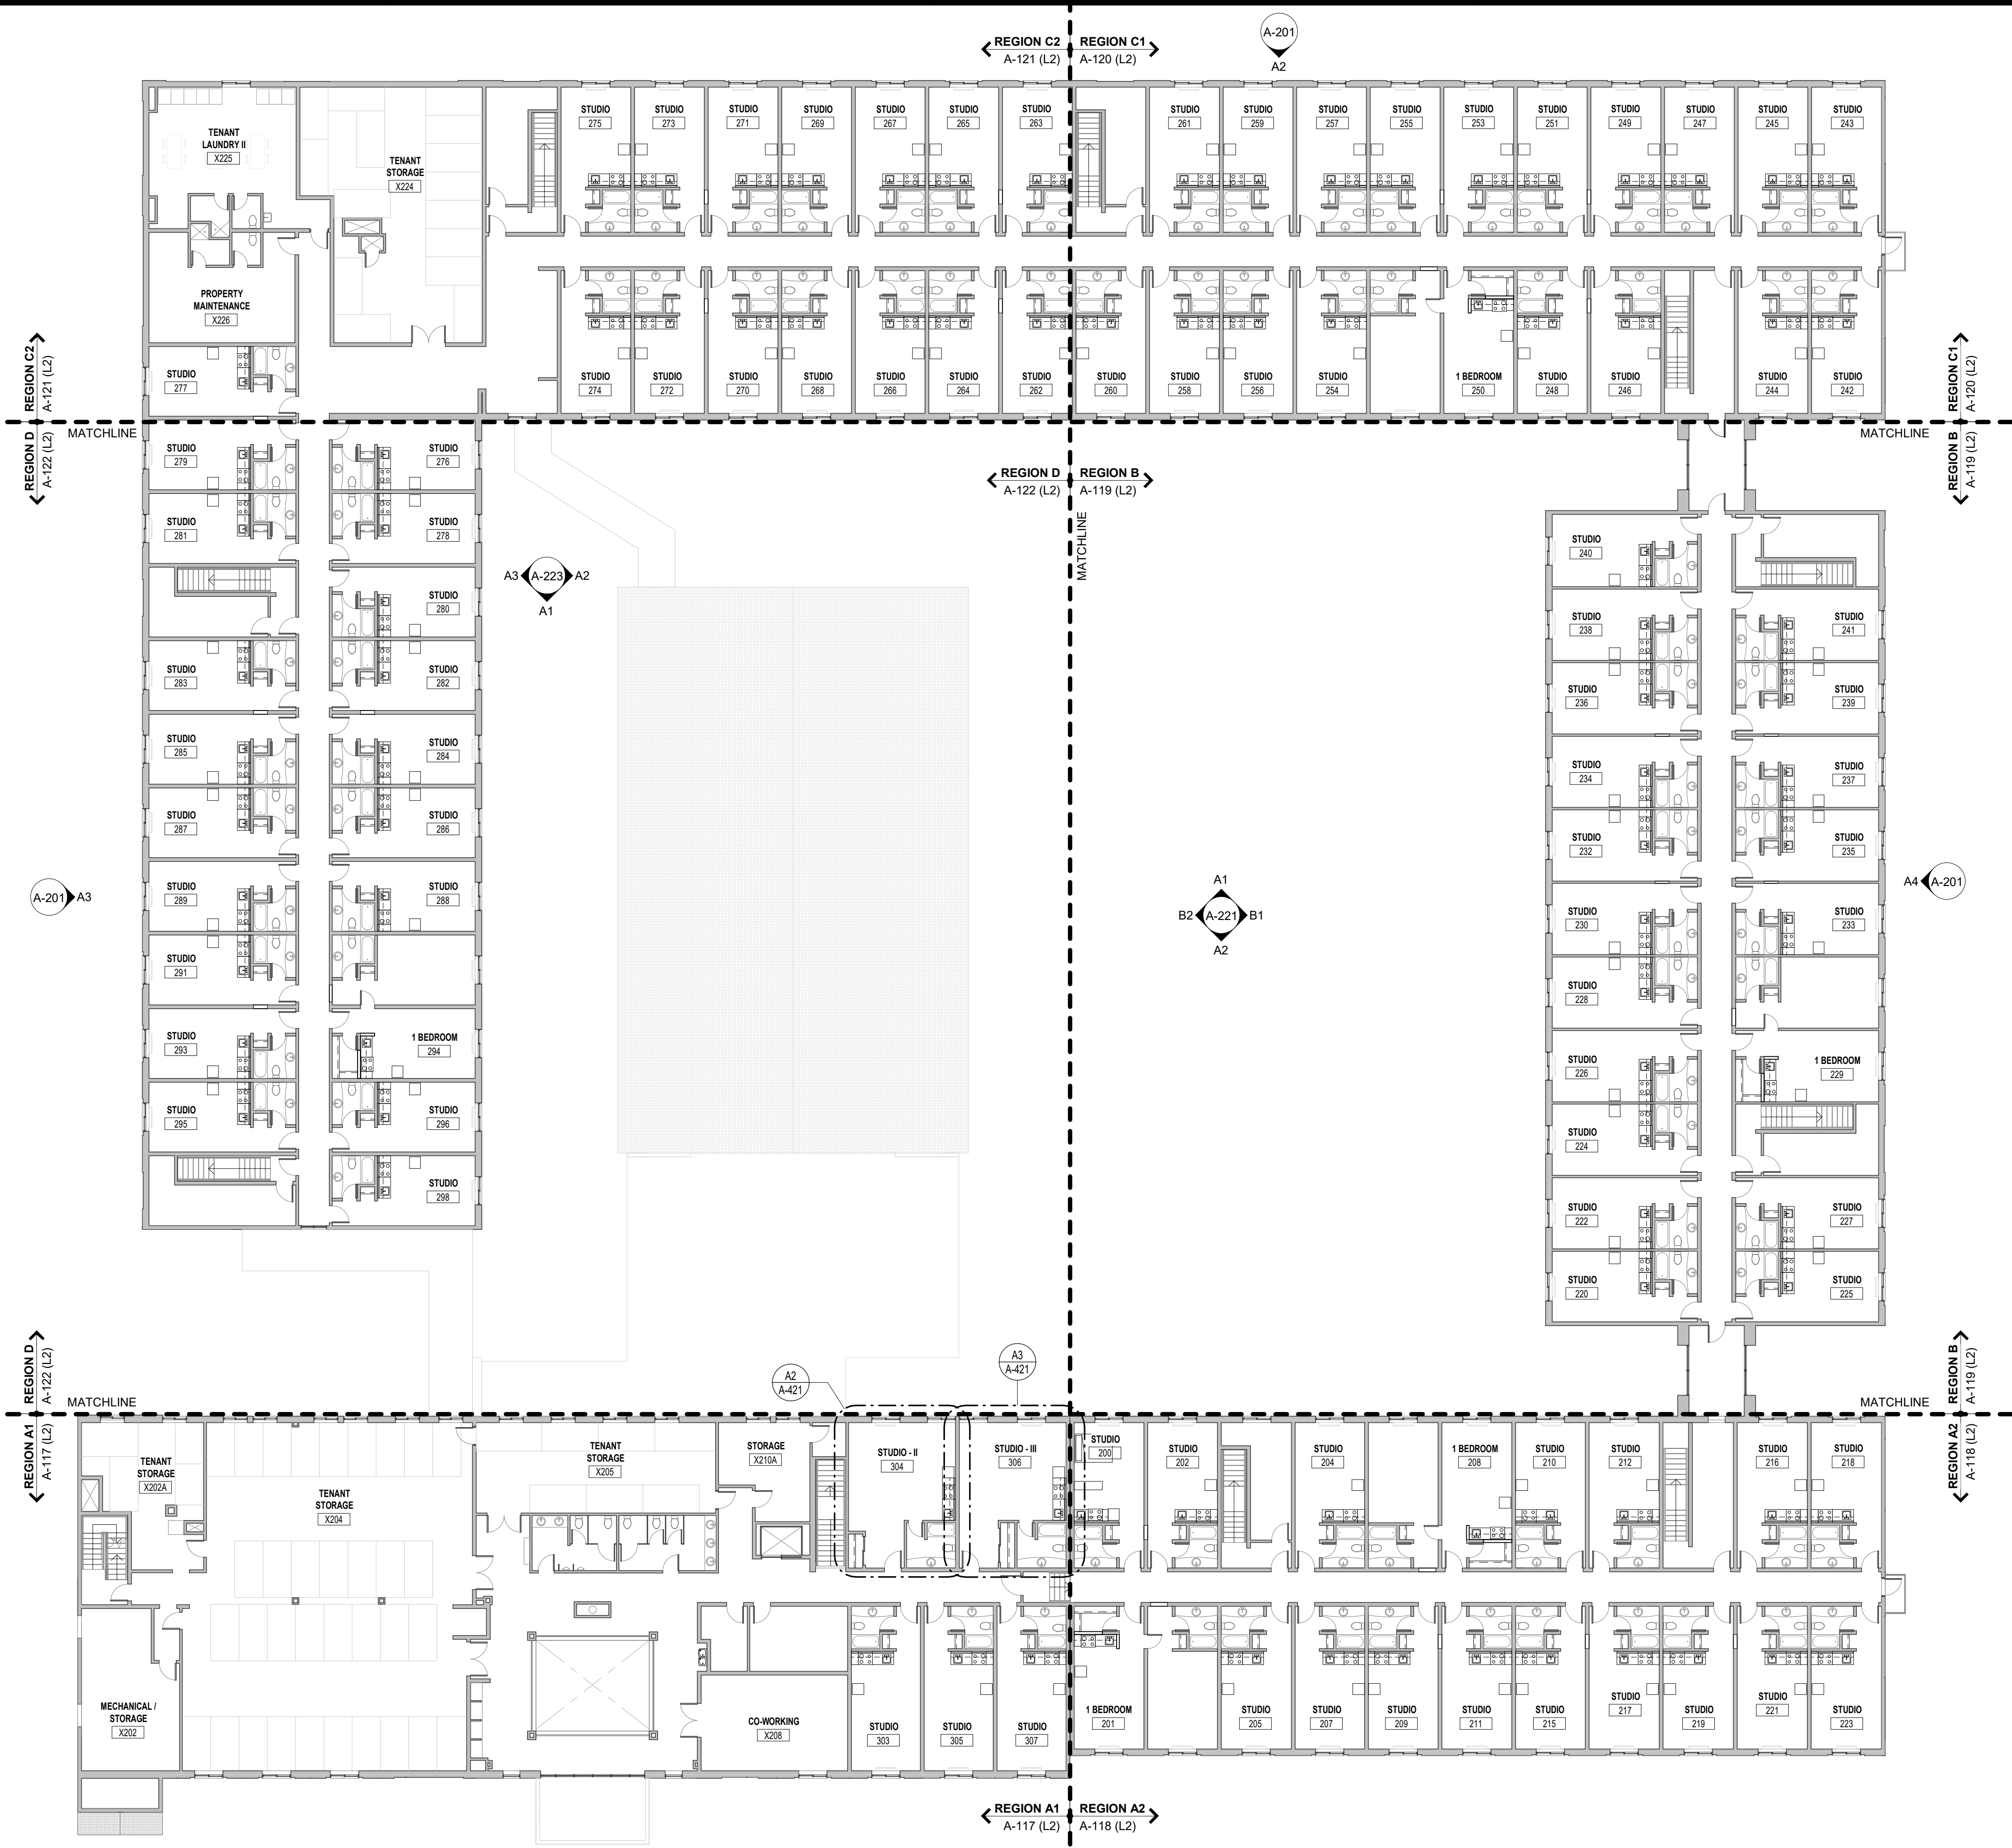 REGION C2
A-121 (L2)
REGION C1
A-120 (L2)
A-201
A2
TENANT
LAUNDRY II
X225
TENANT
STORAGE
X224
STUDIO
275
STUDIO
273
STUDIO
271
STUDIO
269
STUDIO
267
STUDIO
265
STUDIO
263
STUDIO
261
STUDIO
259
STUDIO
257
STUDIO
255
STUDIO
253
STUDIO
251
STUDIO
249
STUDIO
247
STUDIO
245
STUDIO
243
PROPERTY
MAINTENANCE
X226
STUDIO
277
STUDIO
274
STUDIO
272
STUDIO
270
STUDIO
268
STUDIO
266
STUDIO
264
STUDIO
262
STUDIO
260
STUDIO
258
STUDIO
256
STUDIO
254
1 BEDROOM
250
STUDIO
248
STUDIO
246
STUDIO
244
STUDIO
242
REGION C2
A-121 (L2)
REGION C1
A-120 (L2)
MATCHLINE
MATCHLINE
REGION D
A-122 (L2)
REGION B
A-119 (L2)
REGION D
A-122 (L2)
REGION B
A-119 (L2)
MATCHLINE
STUDIO
279
STUDIO
276
STUDIO
281
STUDIO
278
STUDIO
280
STUDIO
283
STUDIO
282
STUDIO
285
STUDIO
284
STUDIO
287
STUDIO
286
STUDIO
289
STUDIO
288
STUDIO
291
STUDIO
293
1 BEDROOM
294
STUDIO
295
STUDIO
296
STUDIO
298
A3
A-223
A2
A1
A-201
A3
A1
B2
A-221
B1
A2
STUDIO
240
STUDIO
238
STUDIO
241
STUDIO
236
STUDIO
239
STUDIO
234
STUDIO
237
STUDIO
232
STUDIO
235
STUDIO
230
STUDIO
233
STUDIO
228
STUDIO
226
1 BEDROOM
229
STUDIO
224
STUDIO
222
STUDIO
227
STUDIO
220
STUDIO
225
A4
A-201
REGION D
A-122 (L2)
REGION B
A-119 (L2)
MATCHLINE
MATCHLINE
REGION A1
A-117 (L2)
REGION A2
A-118 (L2)
A2
A-421
A3
A-421
TENANT
STORAGE
X202A
TENANT
STORAGE
X204
TENANT
STORAGE
X205
STORAGE
X210A
STUDIO - II
304
STUDIO - III
306
STUDIO
200
STUDIO
202
STUDIO
204
1 BEDROOM
208
STUDIO
210
STUDIO
212
STUDIO
216
STUDIO
218
MECHANICAL /
STORAGE
X202
CO-WORKING
X208
STUDIO
303
STUDIO
305
STUDIO
307
1 BEDROOM
201
STUDIO
205
STUDIO
207
STUDIO
209
STUDIO
211
STUDIO
215
STUDIO
217
STUDIO
219
STUDIO
221
STUDIO
223
REGION A1
A-117 (L2)
REGION A2
A-118 (L2)